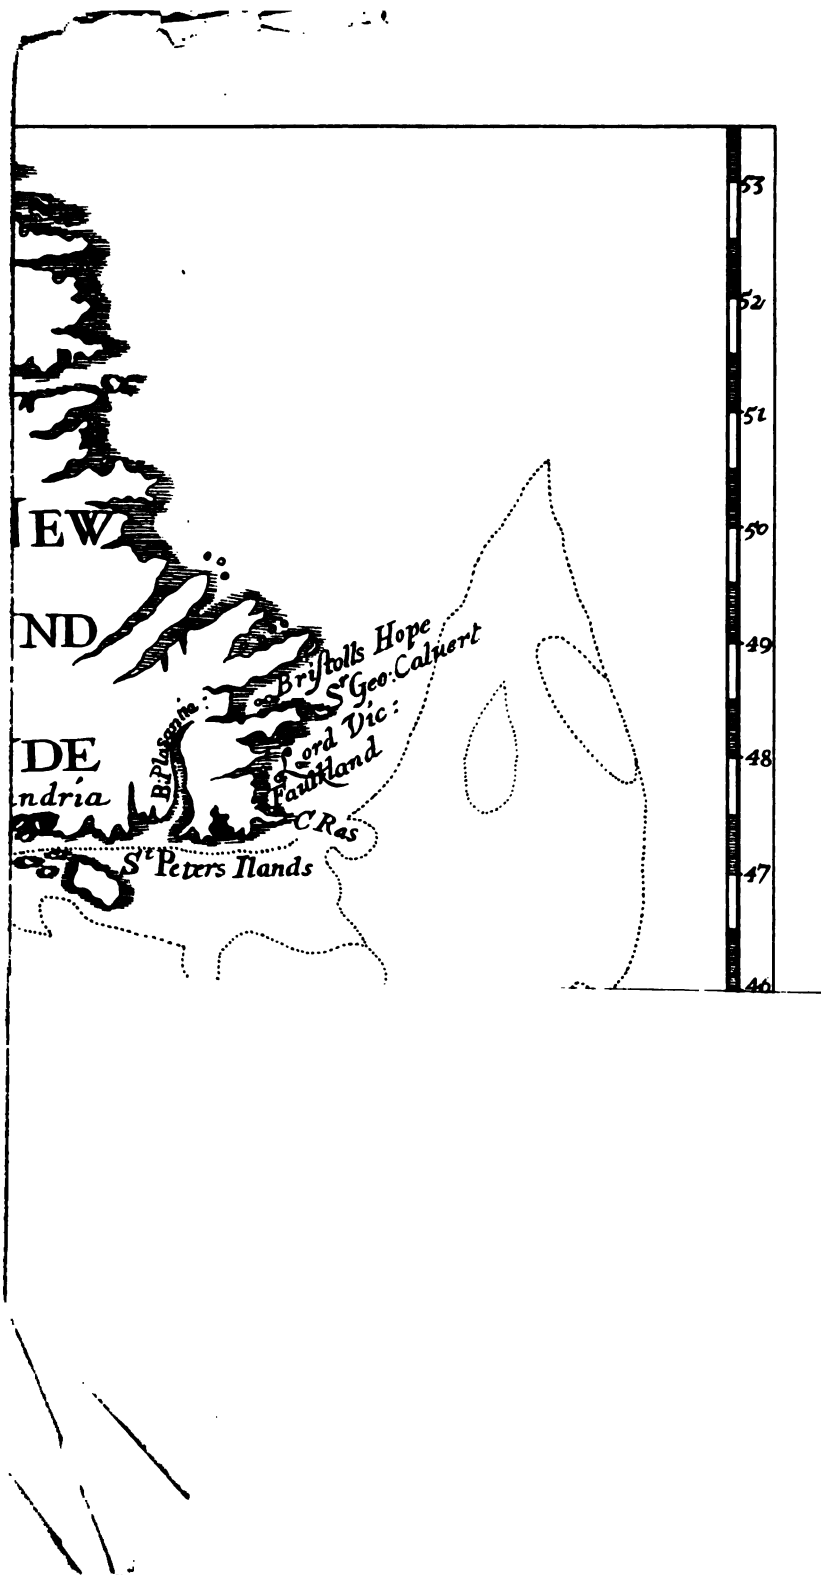 53
52
51
50
49
48
47
46
EW
ND
DE
ndria
Briſtolls Hope
Sr Geo. Caluert
Lord Vic:
Faulkland
B. Plasantia:
C Ras
St Peters Ilands